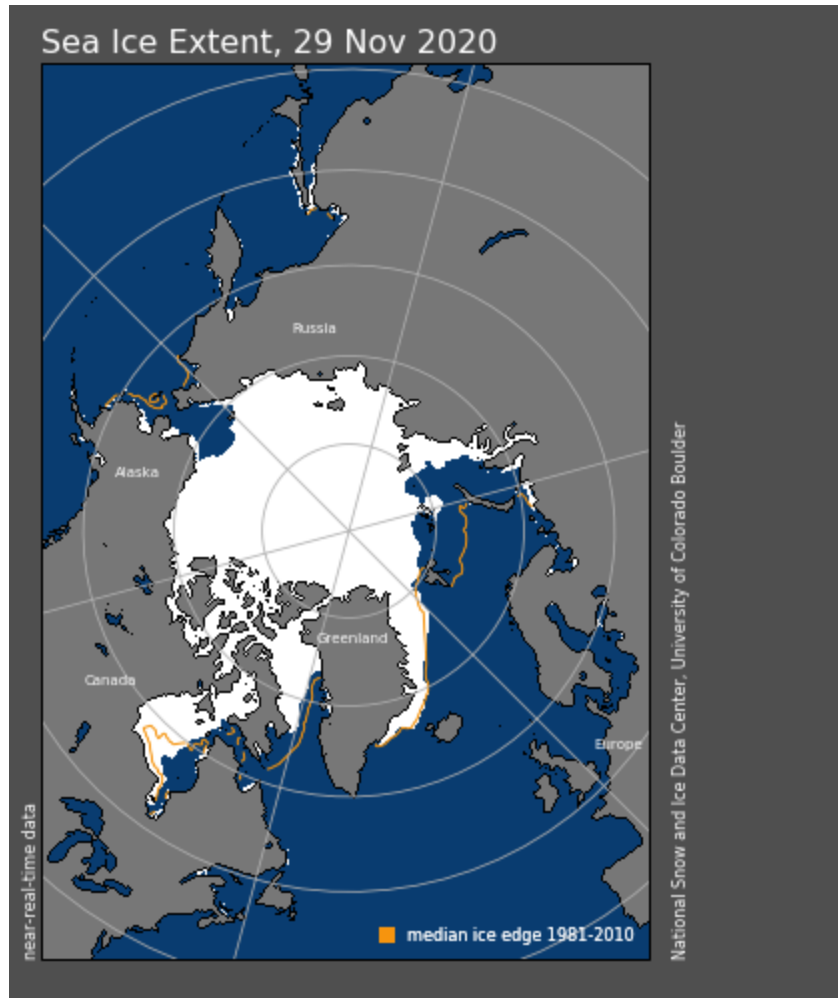 Sea Ice Extent, 29 Nov 2020
Russia
Alaska
Greenland
Canada
Europe
median ice edge 1981-2010
near-real-time data
National Snow and Ice Data Center, University of Colorado Boulder